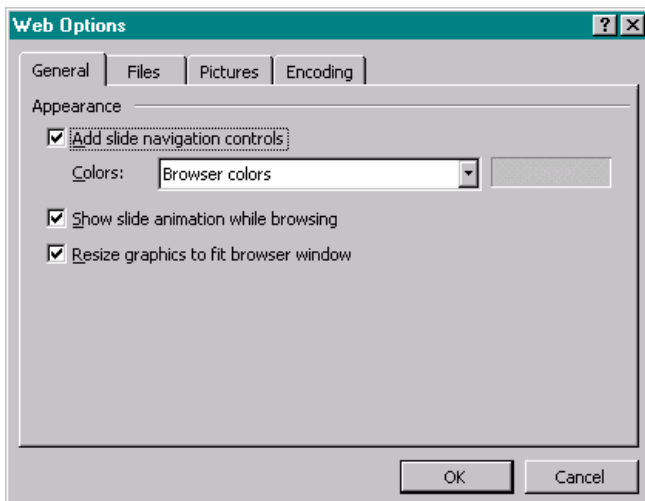 Web Options
General Files Pictures Encoding
Appearance
Add slide navigation controls
Colors: Browser colors
Show slide animation while browsing
Resize graphics to fit browser window
OK Cancel